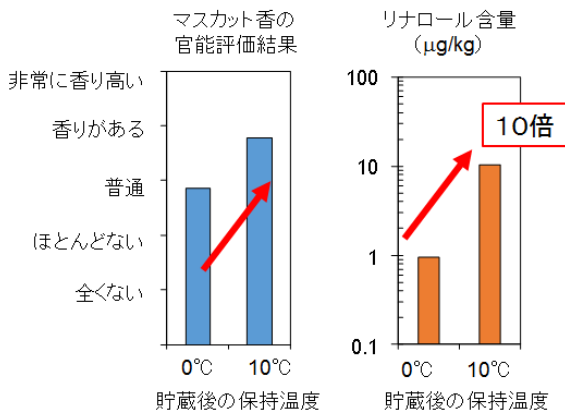 マスカット香の
官能評価結果
非常に香り高い
香りがある
普通
ほとんどない
全くない
0℃
10℃
貯蔵後の保持温度
リナロール含量
（μg/kg）
100
10
1
0.1
10倍
0℃
10℃
貯蔵後の保持温度